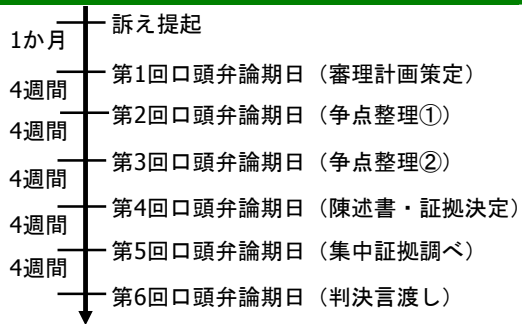 訴え提起
1か月
第1回口頭弁論期日（審理計画策定）
4週間
第2回口頭弁論期日（争点整理①）
4週間
第3回口頭弁論期日（争点整理②）
4週間
第4回口頭弁論期日（陳述書・証拠決定）
4週間
第5回口頭弁論期日（集中証拠調べ）
4週間
第6回口頭弁論期日（判決言渡し）